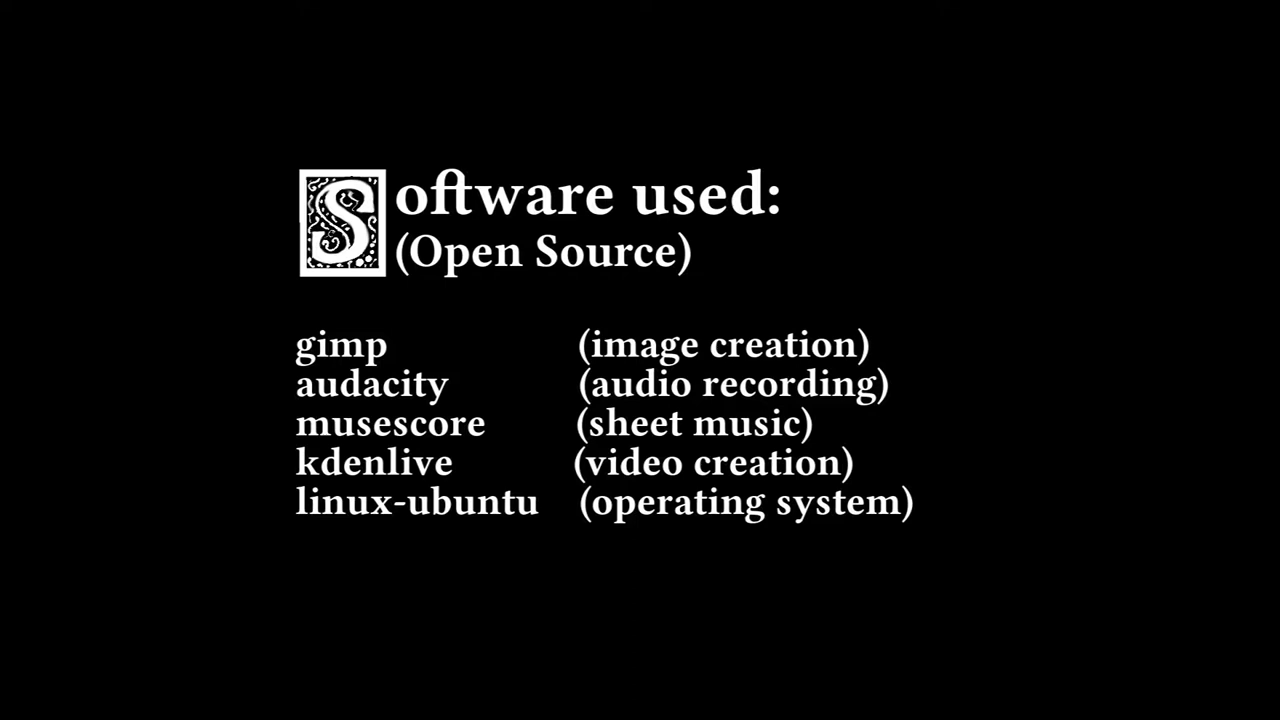 Software used:
(Open Source)
gimp (image creation)
audacity (audio recording)
musescore (sheet music)
kdenlive (video creation)
linux-ubuntu (operating system)